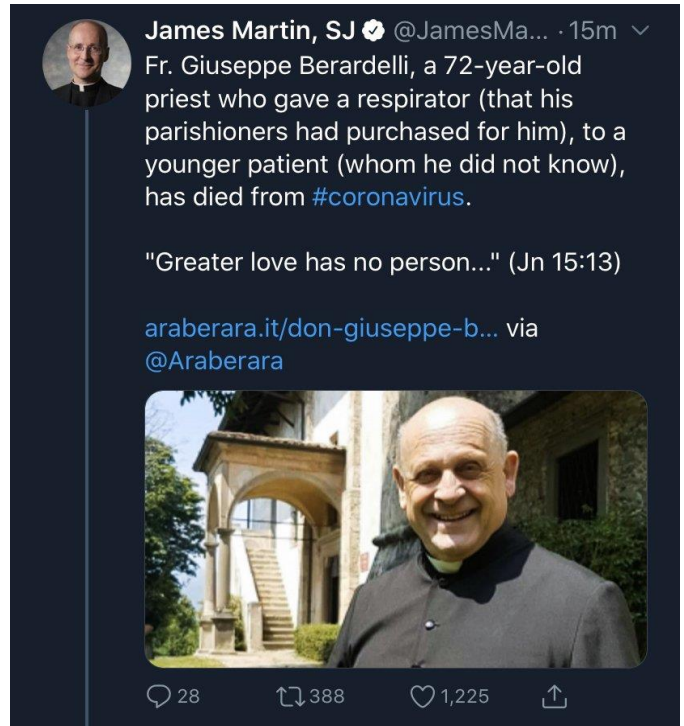 James Martin, SJ @JamesMa... · 15m
Fr. Giuseppe Berardelli, a 72-year-old
priest who gave a respirator (that his
parishioners had purchased for him), to a
younger patient (whom he did not know),
has died from #coronavirus.
"Greater love has no person..." (Jn 15:13)
araberara.it/don-giuseppe-b... via
@Araberara
28 388 1,225